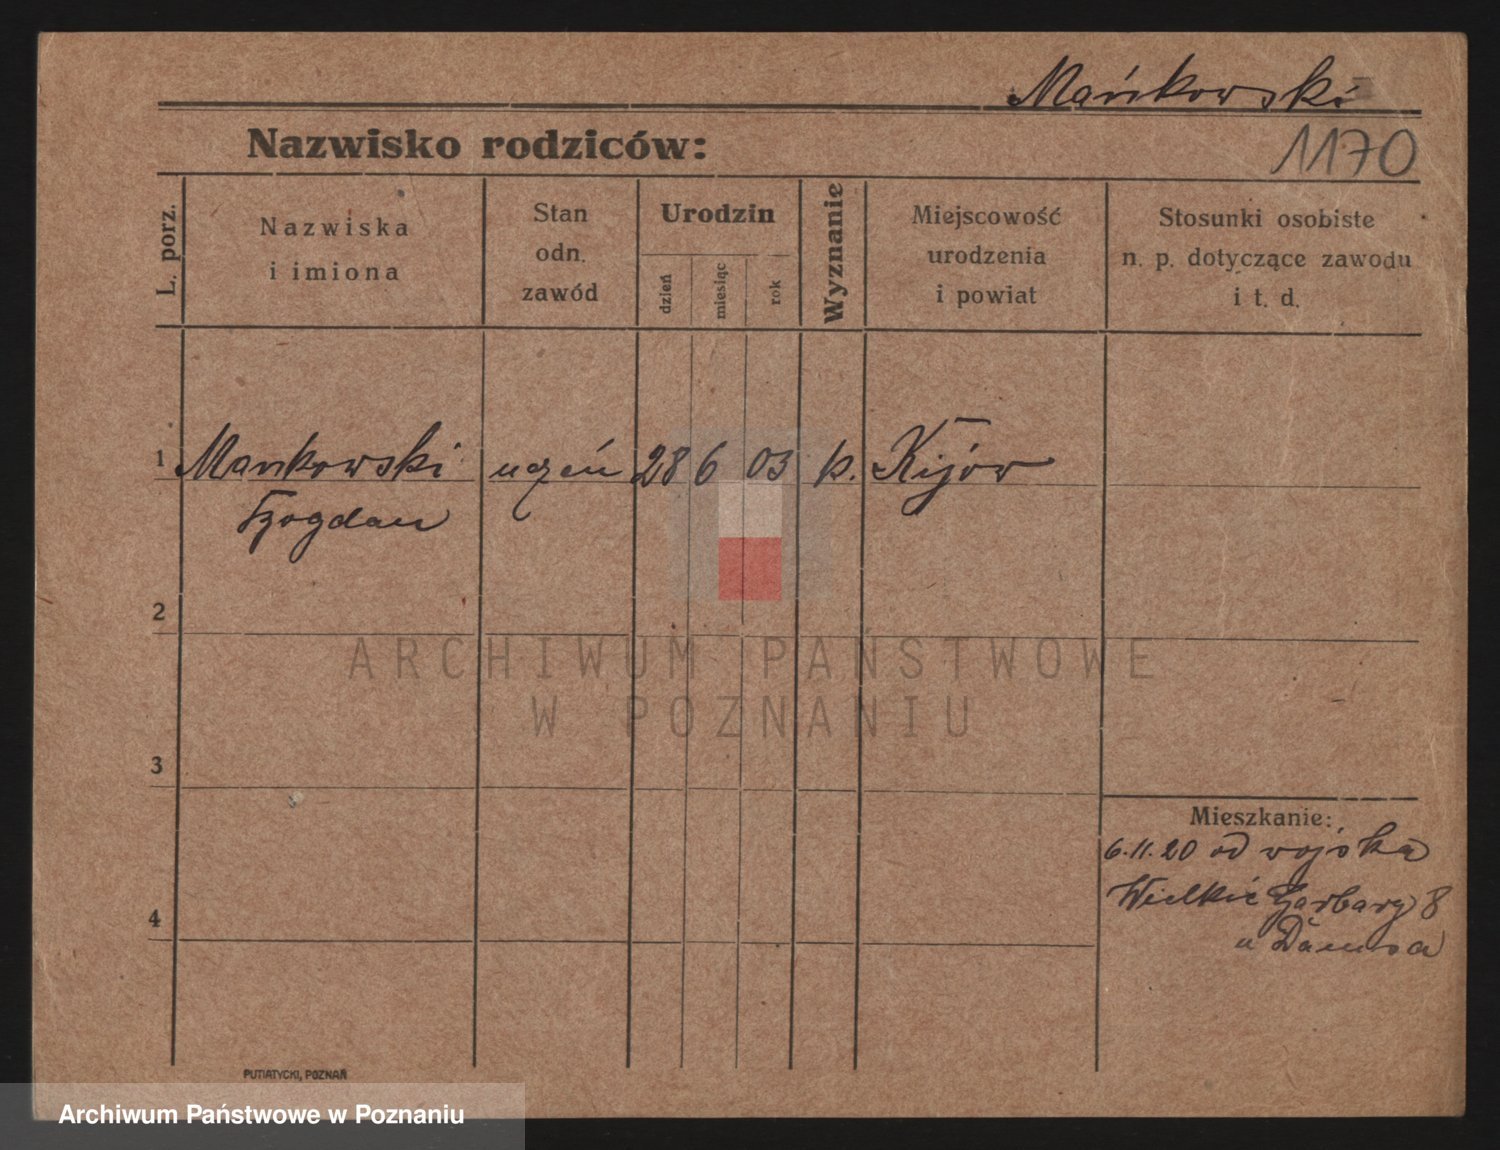 Mańkowski
Nazwisko rodziców:
1170
L. porz.
Nazwiska
i imiona
Stan
odn.
zawód
Urodzin
dzień
miesiąc
rok
Wyznanie
Miejscowość
urodzenia
i powiat
Stosunki osobiste
n. p. dotyczące zawodu
i t. d.
1 Mankowski uczeń 28 6 03 k. Kijów
Bogdan
2
ARCHIWUM PAŃSTWOWE
W POZNANIU
3
Mieszkanie:
6.11.20 od wojska
Wielkie Garbary 8
4
u
PUTIATYCKI, POZNAŃ
Archiwum Państwowe w Poznaniu